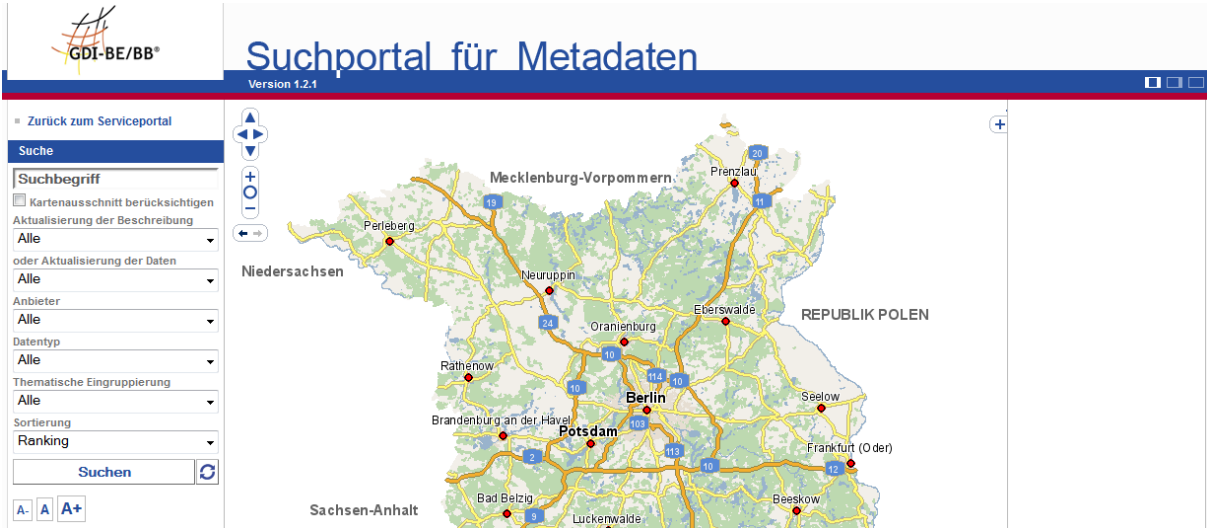 GDI-BE/BB®
Suchportal für Metadaten
Version 1.2.1
Zurück zum Serviceportal
Suche
Suchbegriff
Kartenausschnitt berücksichtigen
Aktualisierung der Beschreibung
Alle
oder Aktualisierung der Daten
Alle
Anbieter
Alle
Datentyp
Alle
Thematische Eingruppierung
Alle
Sortierung
Ranking
Suchen
A- A A+
20
Prenzlau
Mecklenburg-Vorpommern
19
11
Perleberg
Niedersachsen
Neuruppin
Eberswalde
REPUBLIK POLEN
24
Oranienburg
10
Rathenow
114
10
10
Berlin
Seelow
Brandenburg an der Havel
103
Potsdam
113
Frankfurt (Oder)
2
10
12
Bad Belzig
Beeskow
Sachsen-Anhalt
9
Luckenwalde